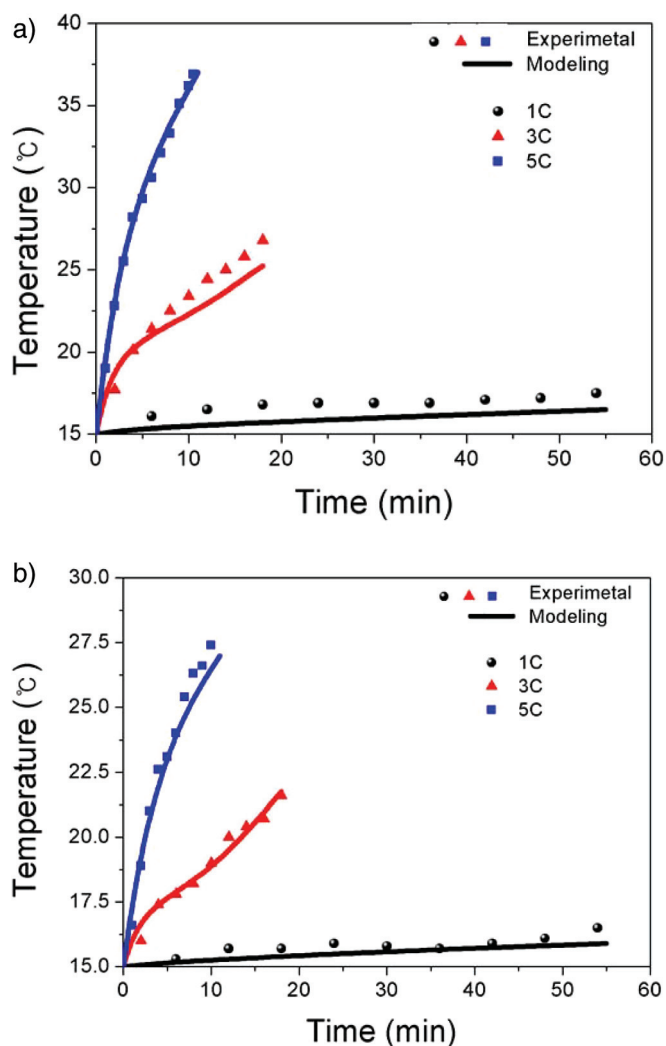 a)
40
35
30
25
20
15
Temperature (℃)
0 10 20 30 40 50 60
Time (min)
Experimetal
Modeling
1C
3C
5C
b)
30.0
27.5
25.0
22.5
20.0
17.5
15.0
Temperature (℃)
0 10 20 30 40 50 60
Time (min)
Experimetal
Modeling
1C
3C
5C